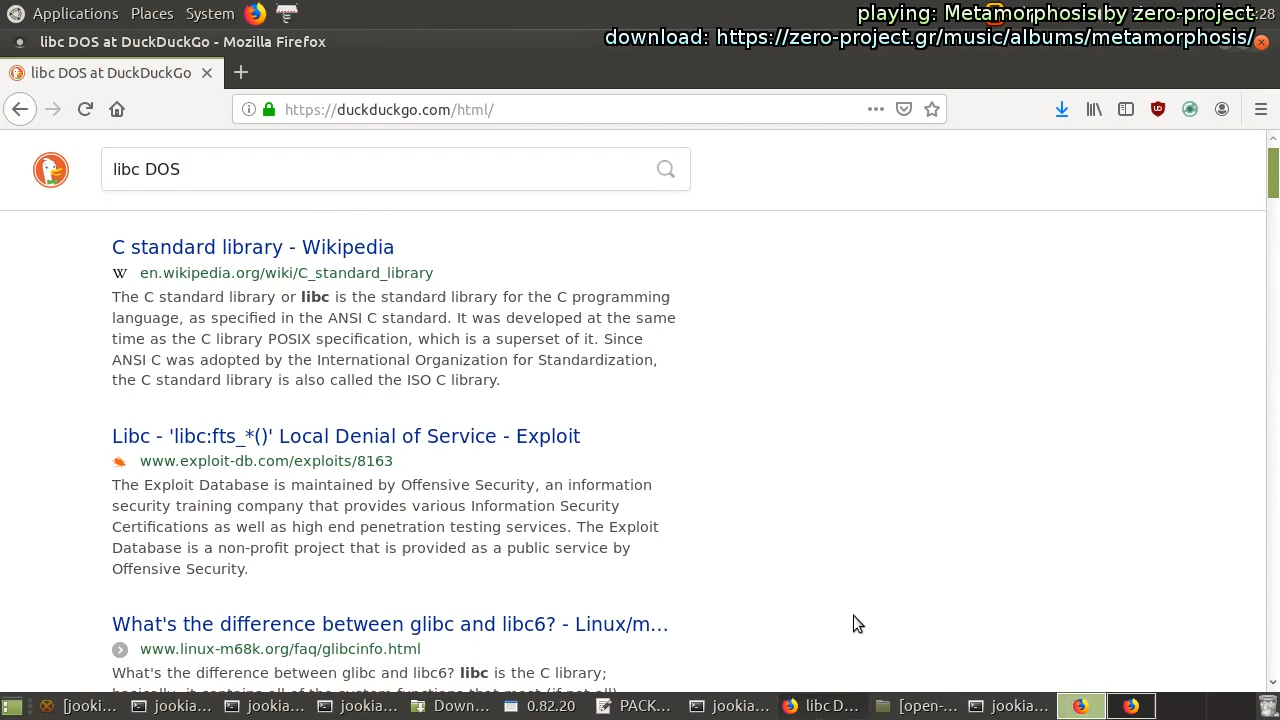 Applications Places System
playing: Metamorphosis by zero-project
:28
libc DOS at DuckDuckGo - Mozilla Firefox
download: https://zero-project.gr/music/albums/metamorphosis/
libc DOS at DuckDuckGo
https://duckduckgo.com/html/
libc DOS
C standard library - Wikipedia
W en.wikipedia.org/wiki/C_standard_library
The C standard library or libc is the standard library for the C programming
language, as specified in the ANSI C standard. It was developed at the same
time as the C library POSIX specification, which is a superset of it. Since
ANSI C was adopted by the International Organization for Standardization,
the C standard library is also called the ISO C library.
Libc - 'libc:fts_*()' Local Denial of Service - Exploit
www.exploit-db.com/exploits/8163
The Exploit Database is maintained by Offensive Security, an information
security training company that provides various Information Security
Certifications as well as high end penetration testing services. The Exploit
Database is a non-profit project that is provided as a public service by
Offensive Security.
What's the difference between glibc and libc6? - Linux/m...
www.linux-m68k.org/faq/glibcinfo.html
What's the difference between glibc and libc6? libc is the C library;
[jooki... jookia... jookia... jookia... Down... 0.82.20 PACK... jookia... libc D... [open-... jookia...